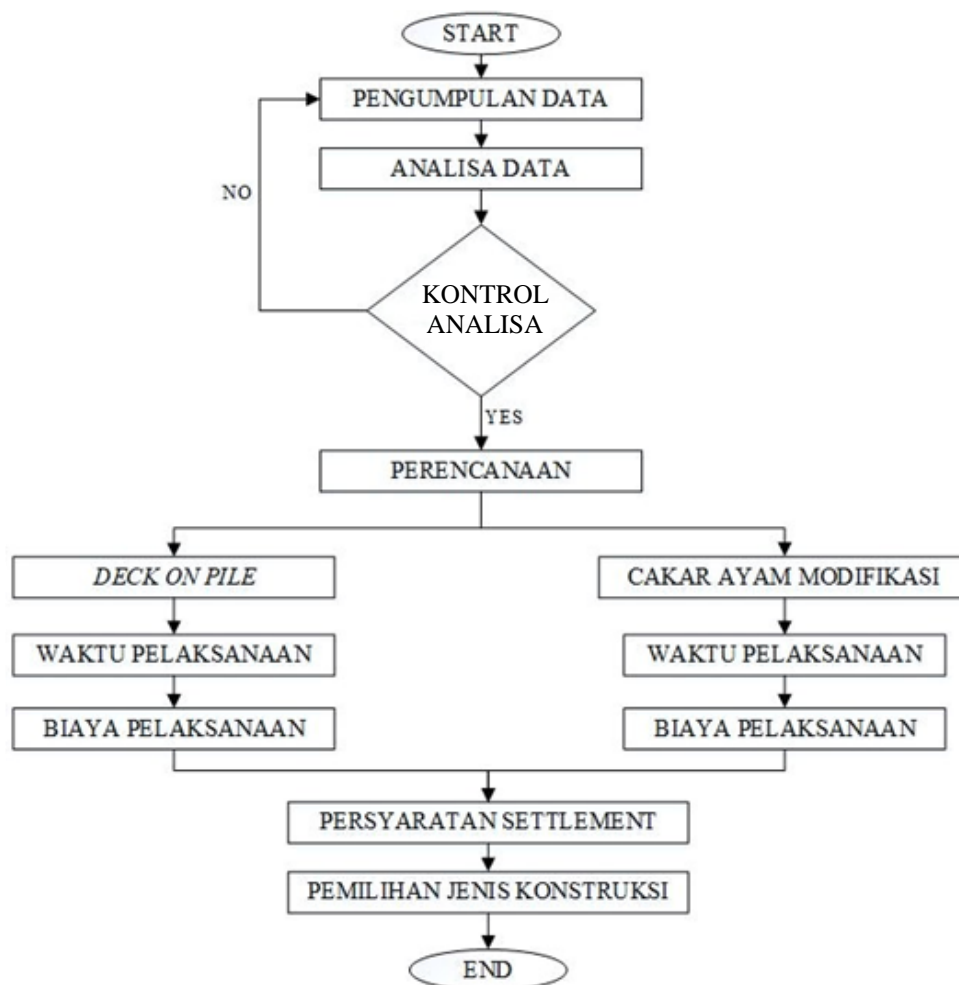 START
PENGUMPULAN DATA
ANALISA DATA
NO
KONTROL
ANALISA
YES
PERENCANAAN
DECK ON PILE
CAKAR AYAM MODIFIKASI
WAKTU PELAKSANAAN
WAKTU PELAKSANAAN
BIAYA PELAKSANAAN
BIAYA PELAKSANAAN
PERSYARATAN SETTLEMENT
PEMILIHAN JENIS KONSTRUKSI
END